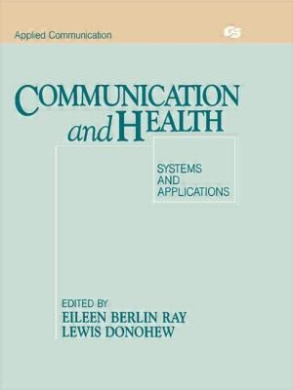 Applied Communication
COMMUNICATION
and HEALTH
SYSTEMS
AND
APPLICATIONS
EDITED BY
EILEEN BERLIN RAY
LEWIS DONOHEW